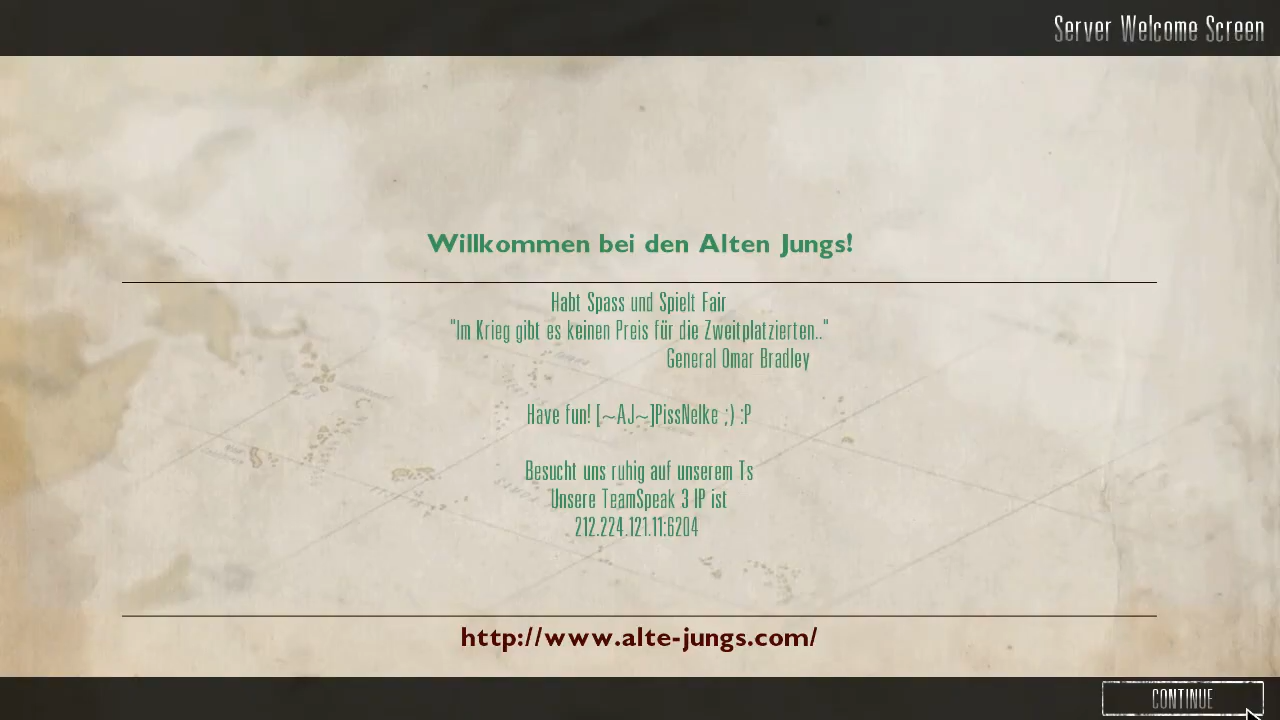 Server Welcome Screen
Willkommen bei den Alten Jungs!
Habt Spass und Spielt Fair
"Im Krieg gibt es keinen Preis für die Zweitplatzierten.."
General Omar Bradley
Have fun! [~AJ~]PissNelke ;) :P
Besucht uns ruhig auf unserem Ts
Unsere TeamSpeak 3 IP ist
212.224.121.11:6204
http://www.alte-jungs.com/
CONTINUE